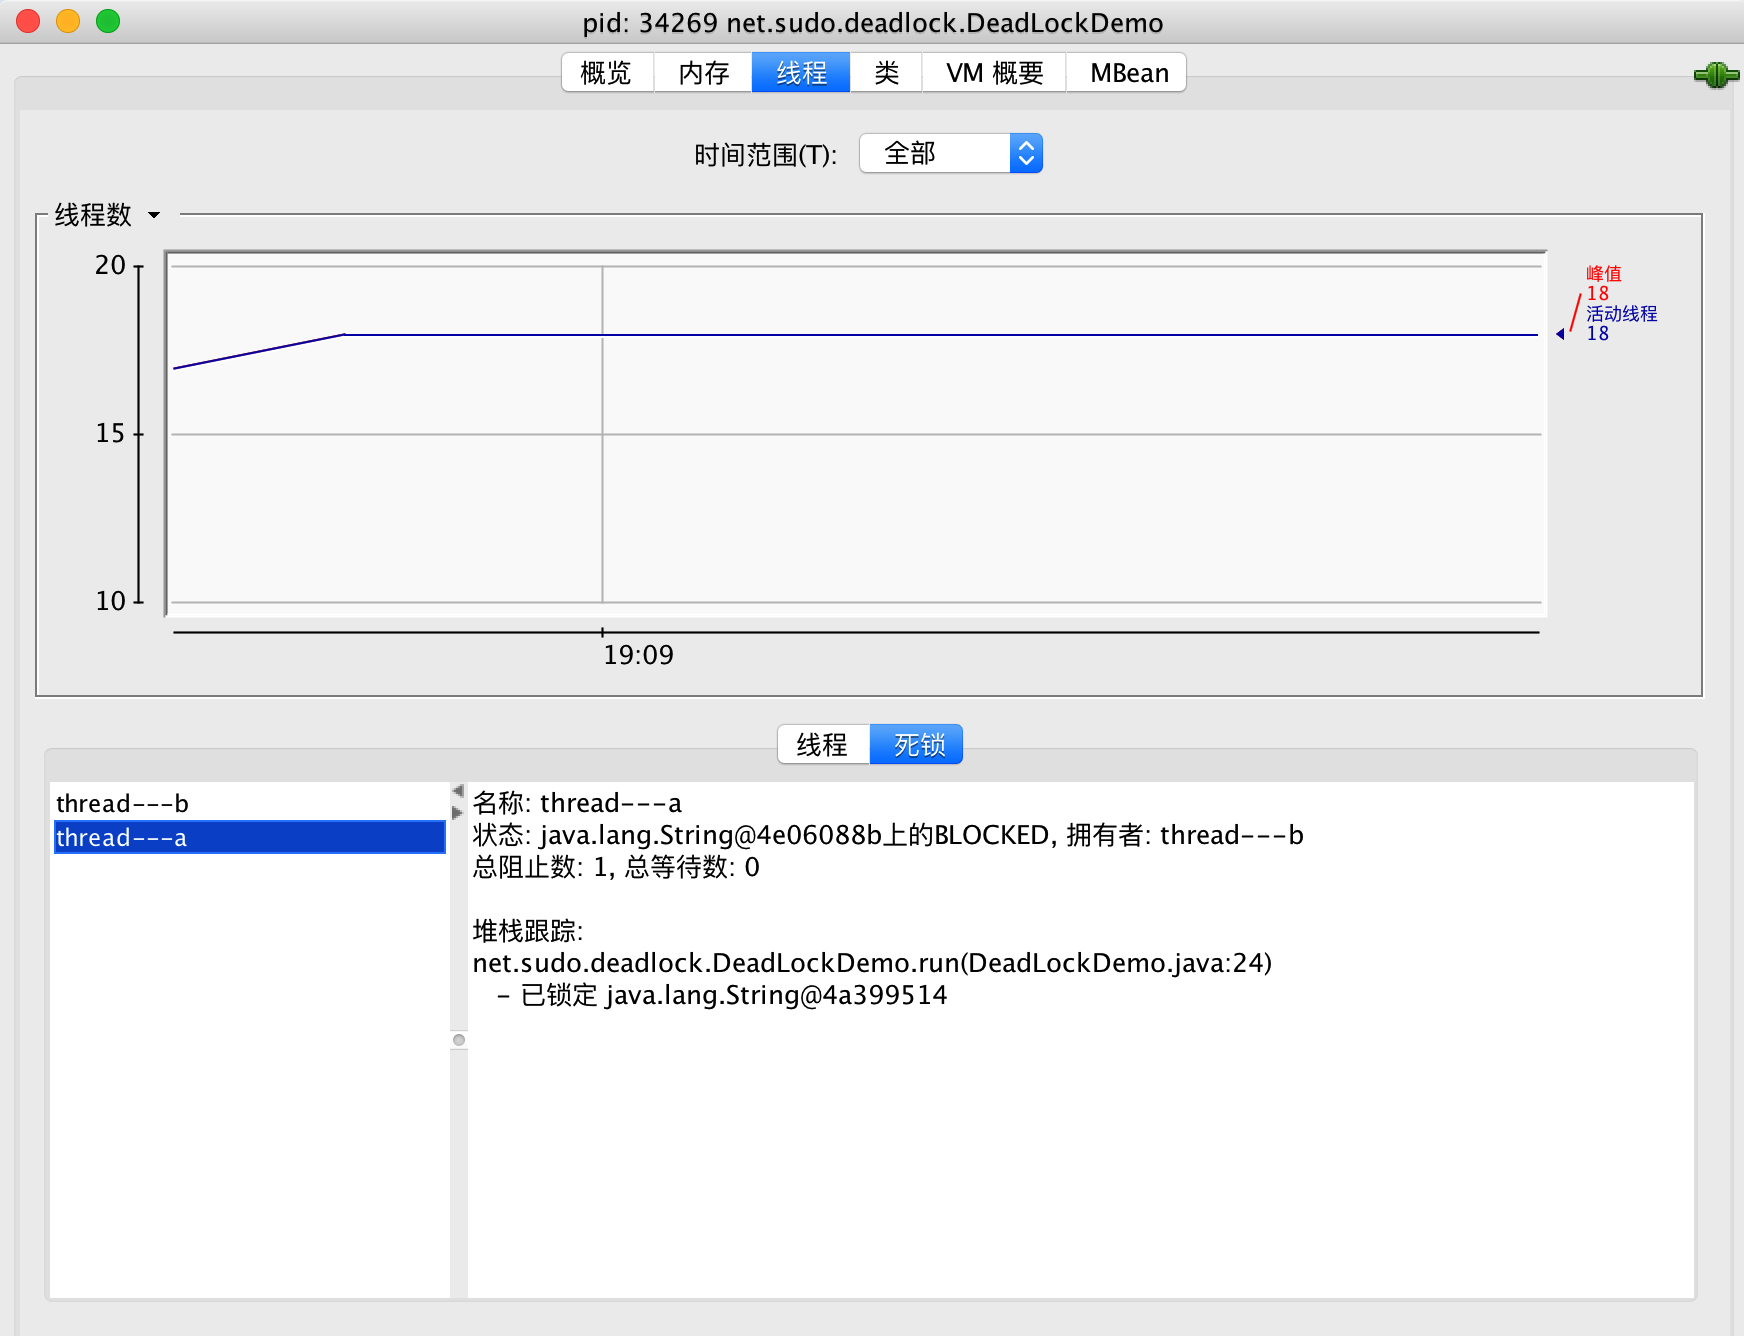 pid: 34269 net.sudo.deadlock.DeadLockDemo
概览 内存 线程 类 VM 概要 MBean
时间范围(T): 全部
线程数
20
15
10
19:09
峰值
18
活动线程
18
线程 死锁
thread---b
thread---a
名称: thread---a
状态: java.lang.String@4e06088b上的BLOCKED, 拥有者: thread---b
总阻止数: 1, 总等待数: 0
堆栈跟踪:
net.sudo.deadlock.DeadLockDemo.run(DeadLockDemo.java:24)
– 已锁定 java.lang.String@4a399514